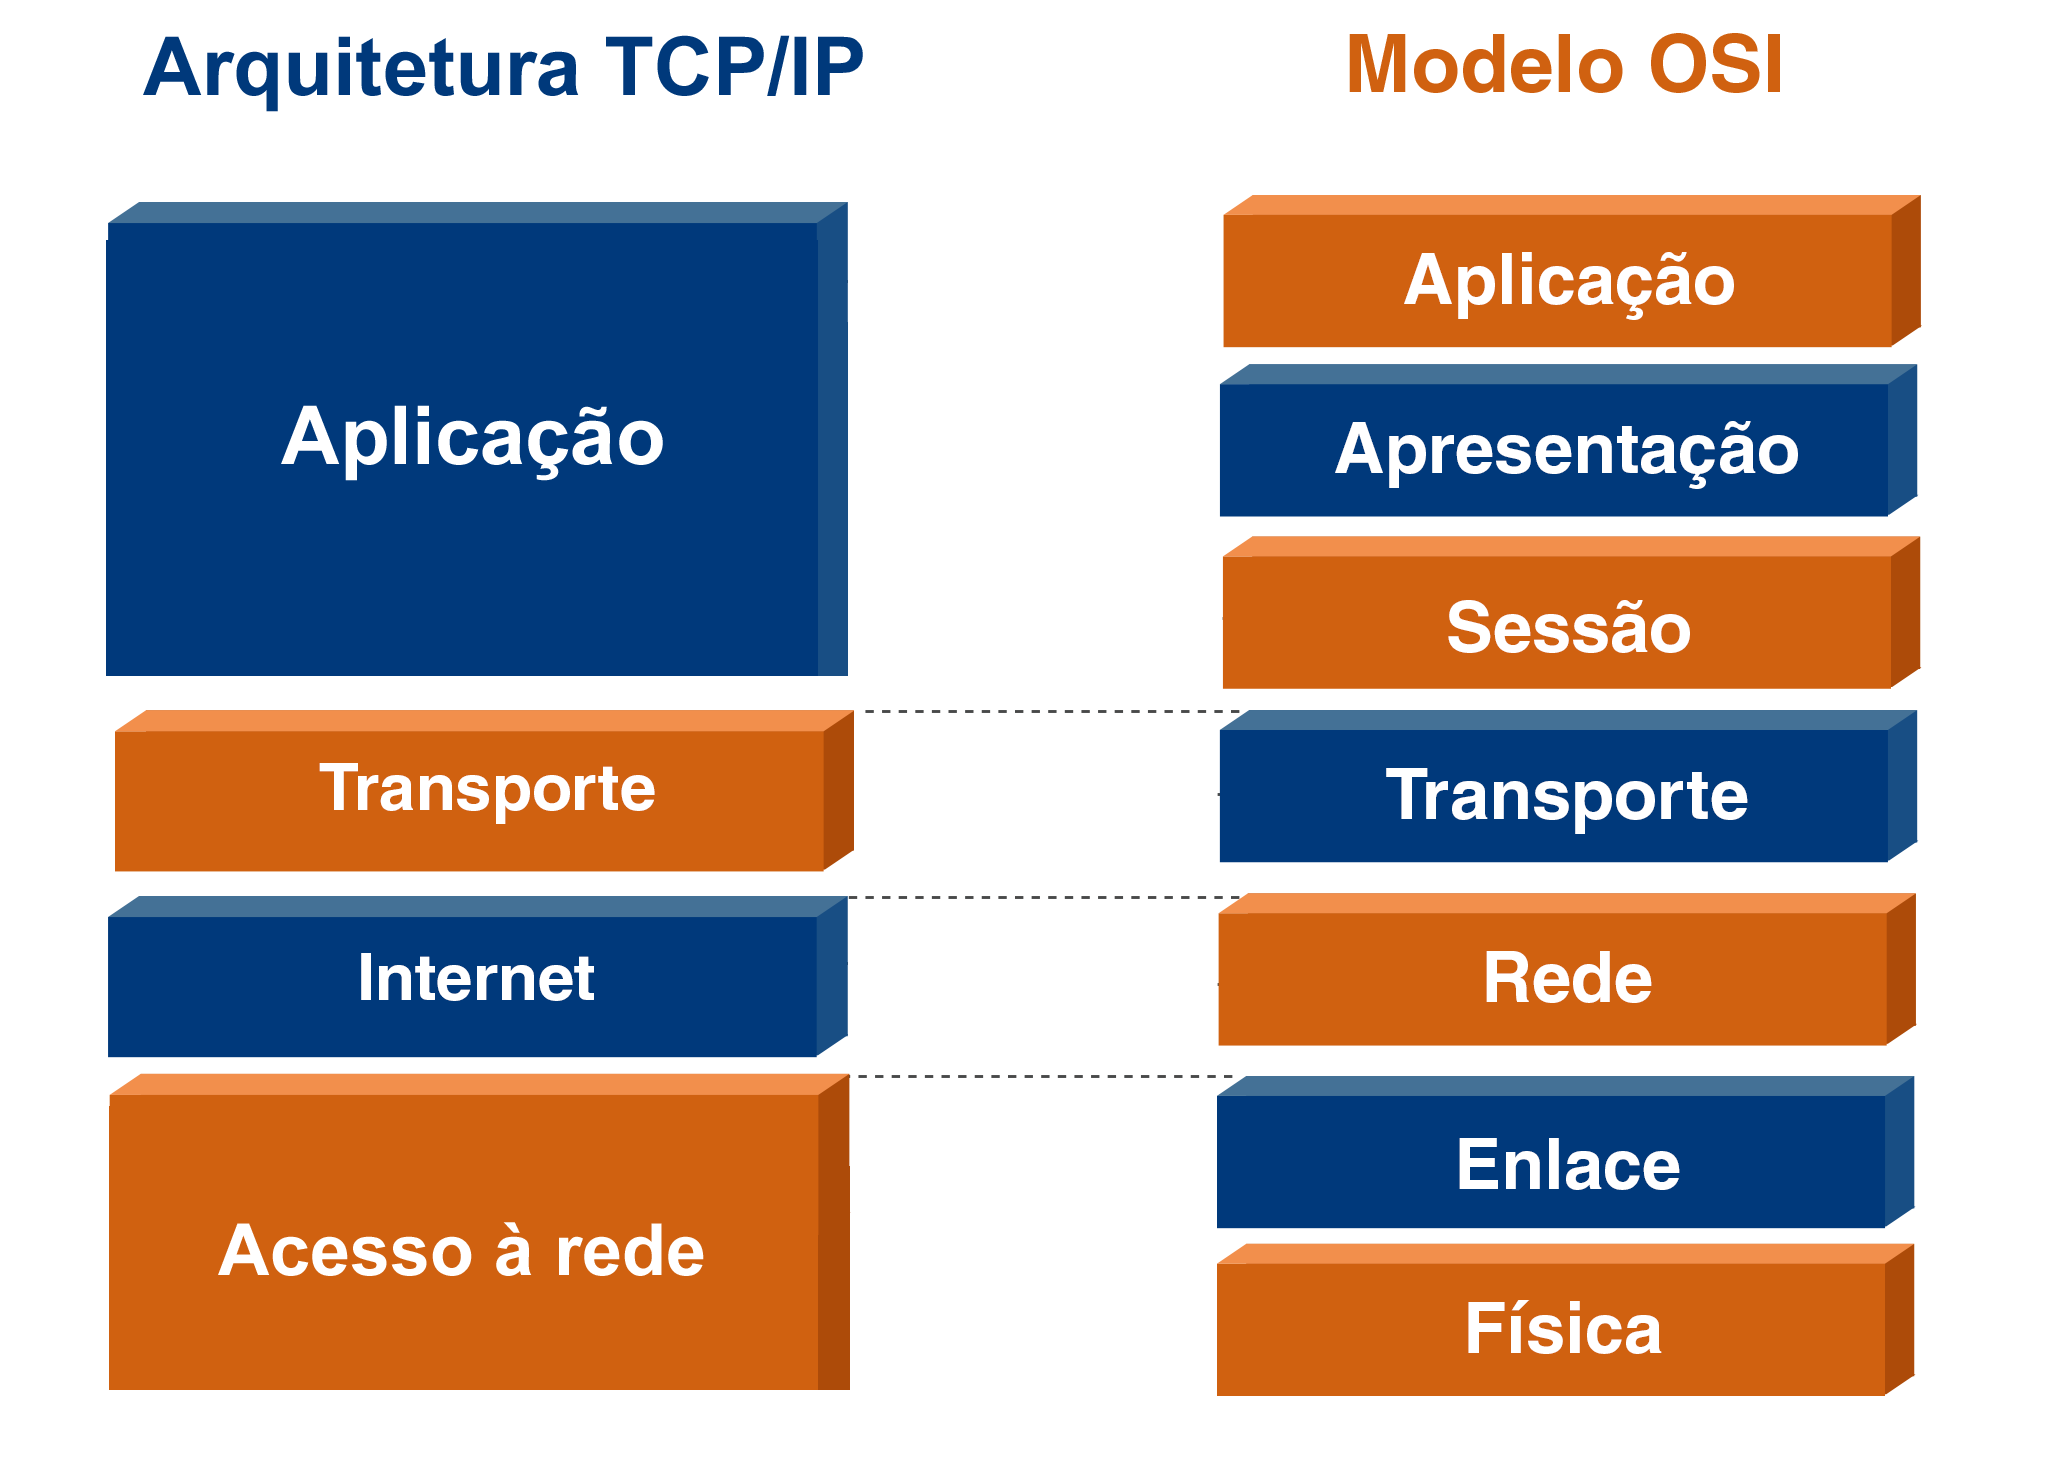 Arquitetura TCP/IP
Modelo OSI
Aplicação
Transporte
Internet
Acesso à rede
Aplicação
Apresentação
Sessão
Transporte
Rede
Enlace
Física